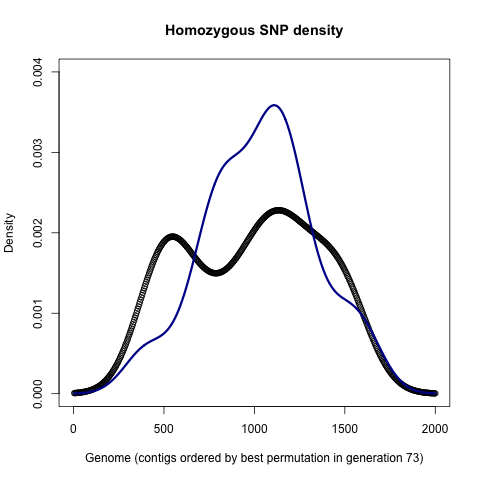 Homozygous SNP density
0.004
0.003
0.002
0.001
0.000
Density
0 500 1000 1500 2000
Genome (contigs ordered by best permutation in generation 73)